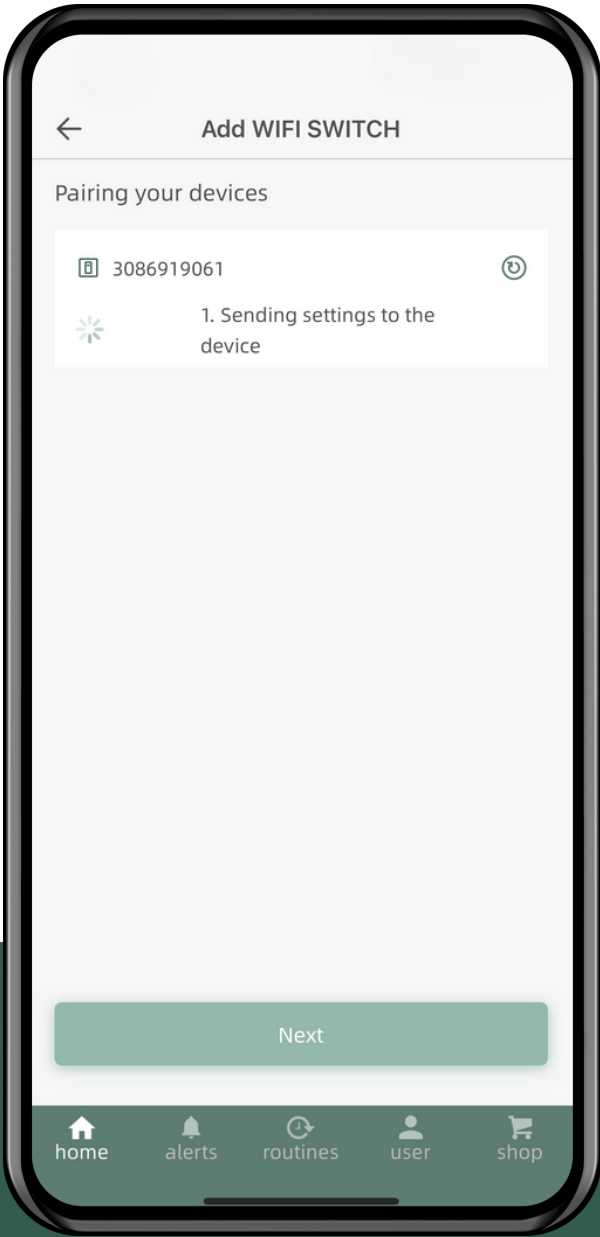 Add WIFI SWITCH
Pairing your devices
3086919061
1. Sending settings to the
device
Next
home alerts routines user shop